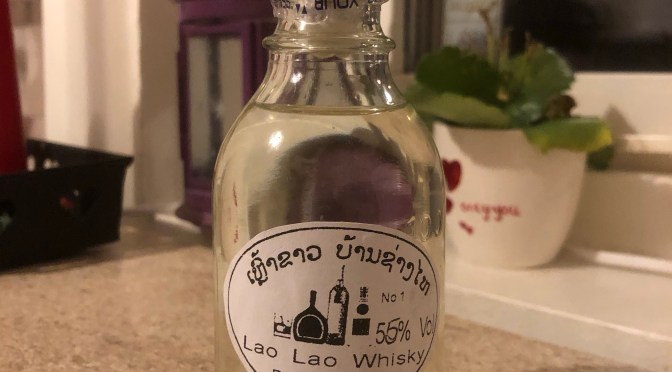 ເຫຼົ້າຂາວ ບ້ານຊ່າງໄຫ
No 1
55% Vol
Lao Lao Whisky